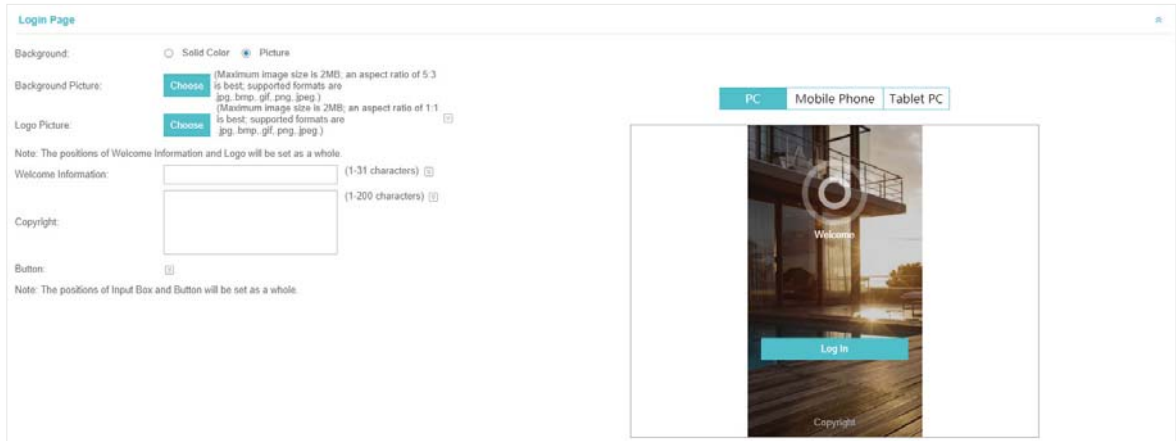 Login Page
Background: Solid Color Picture
Background Picture: Choose (Maximum image size is 2MB; an aspect ratio of 5:3
is best; supported formats are
.jpg,.bmp,.gif,.png,.jpeg.)
Logo Picture: Choose (Maximum image size is 2MB; an aspect ratio of 1:1
is best; supported formats are
.jpg,.bmp,.gif,.png,.jpeg.)
Note: The positions of Welcome Information and Logo will be set as a whole.
Welcome Information: (1-31 characters)
Copyright: (1-200 characters)
Button:
Note: The positions of Input Box and Button will be set as a whole.
PC Mobile Phone Tablet PC
Welcome
Log In
Copyright